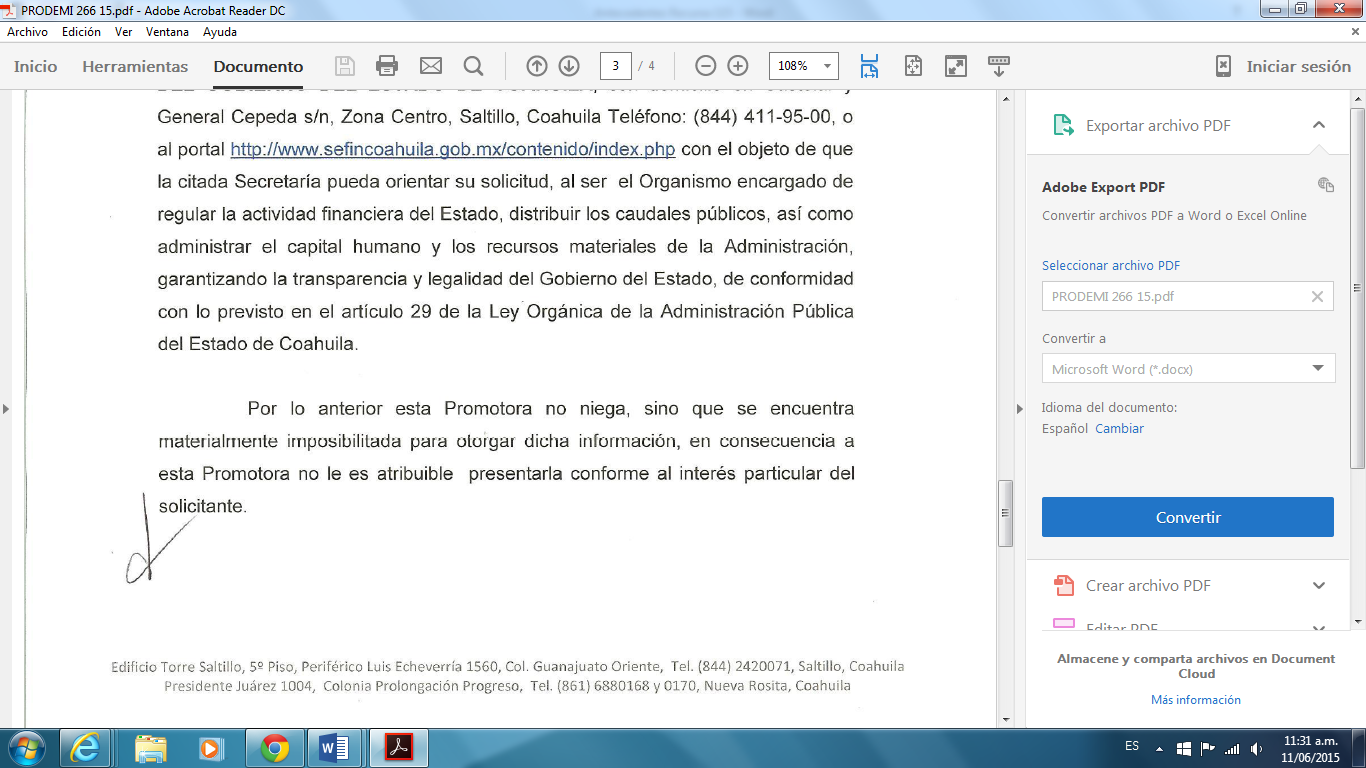 PRODEMI 266 15.pdf - Adobe Acrobat Reader DC
Archivo Edición Ver Ventana Ayuda
Inicio Herramientas Documento 3 / 4 108% Iniciar sesión
General Cepeda s/n, Zona Centro, Saltillo, Coahuila Teléfono: (844) 411-95-00, o
al portal http://www.sefincoahuila.gob.mx/contenido/index.php con el objeto de que
la citada Secretaría pueda orientar su solicitud, al ser el Organismo encargado de
regular la actividad financiera del Estado, distribuir los caudales públicos, así como
administrar el capital humano y los recursos materiales de la Administración,
garantizando la transparencia y legalidad del Gobierno del Estado, de conformidad
con lo previsto en el artículo 29 de la Ley Orgánica de la Administración Pública
del Estado de Coahuila.
Por lo anterior esta Promotora no niega, sino que se encuentra
materialmente imposibilitada para otorgar dicha información, en consecuencia a
esta Promotora no le es atribuible presentarla conforme al interés particular del
solicitante.
Edificio Torre Saltillo, 5º Piso, Periférico Luis Echeverría 1560, Col. Guanajuato Oriente, Tel. (844) 2420071, Saltillo, Coahuila
Presidente Juárez 1004, Colonia Prolongación Progreso, Tel. (861) 6880168 y 0170, Nueva Rosita, Coahuila
Exportar archivo PDF
Adobe Export PDF
Convertir archivos PDF a Word o Excel Online
Seleccionar archivo PDF
PRODEMI 266 15.pdf
Convertir a
Microsoft Word (*.docx)
Idioma del documento:
Español Cambiar
Convertir
Crear archivo PDF
Editar PDF
Almacene y comparta archivos en Document
Cloud
Más información
ES
11:31 a.m.
11/06/2015